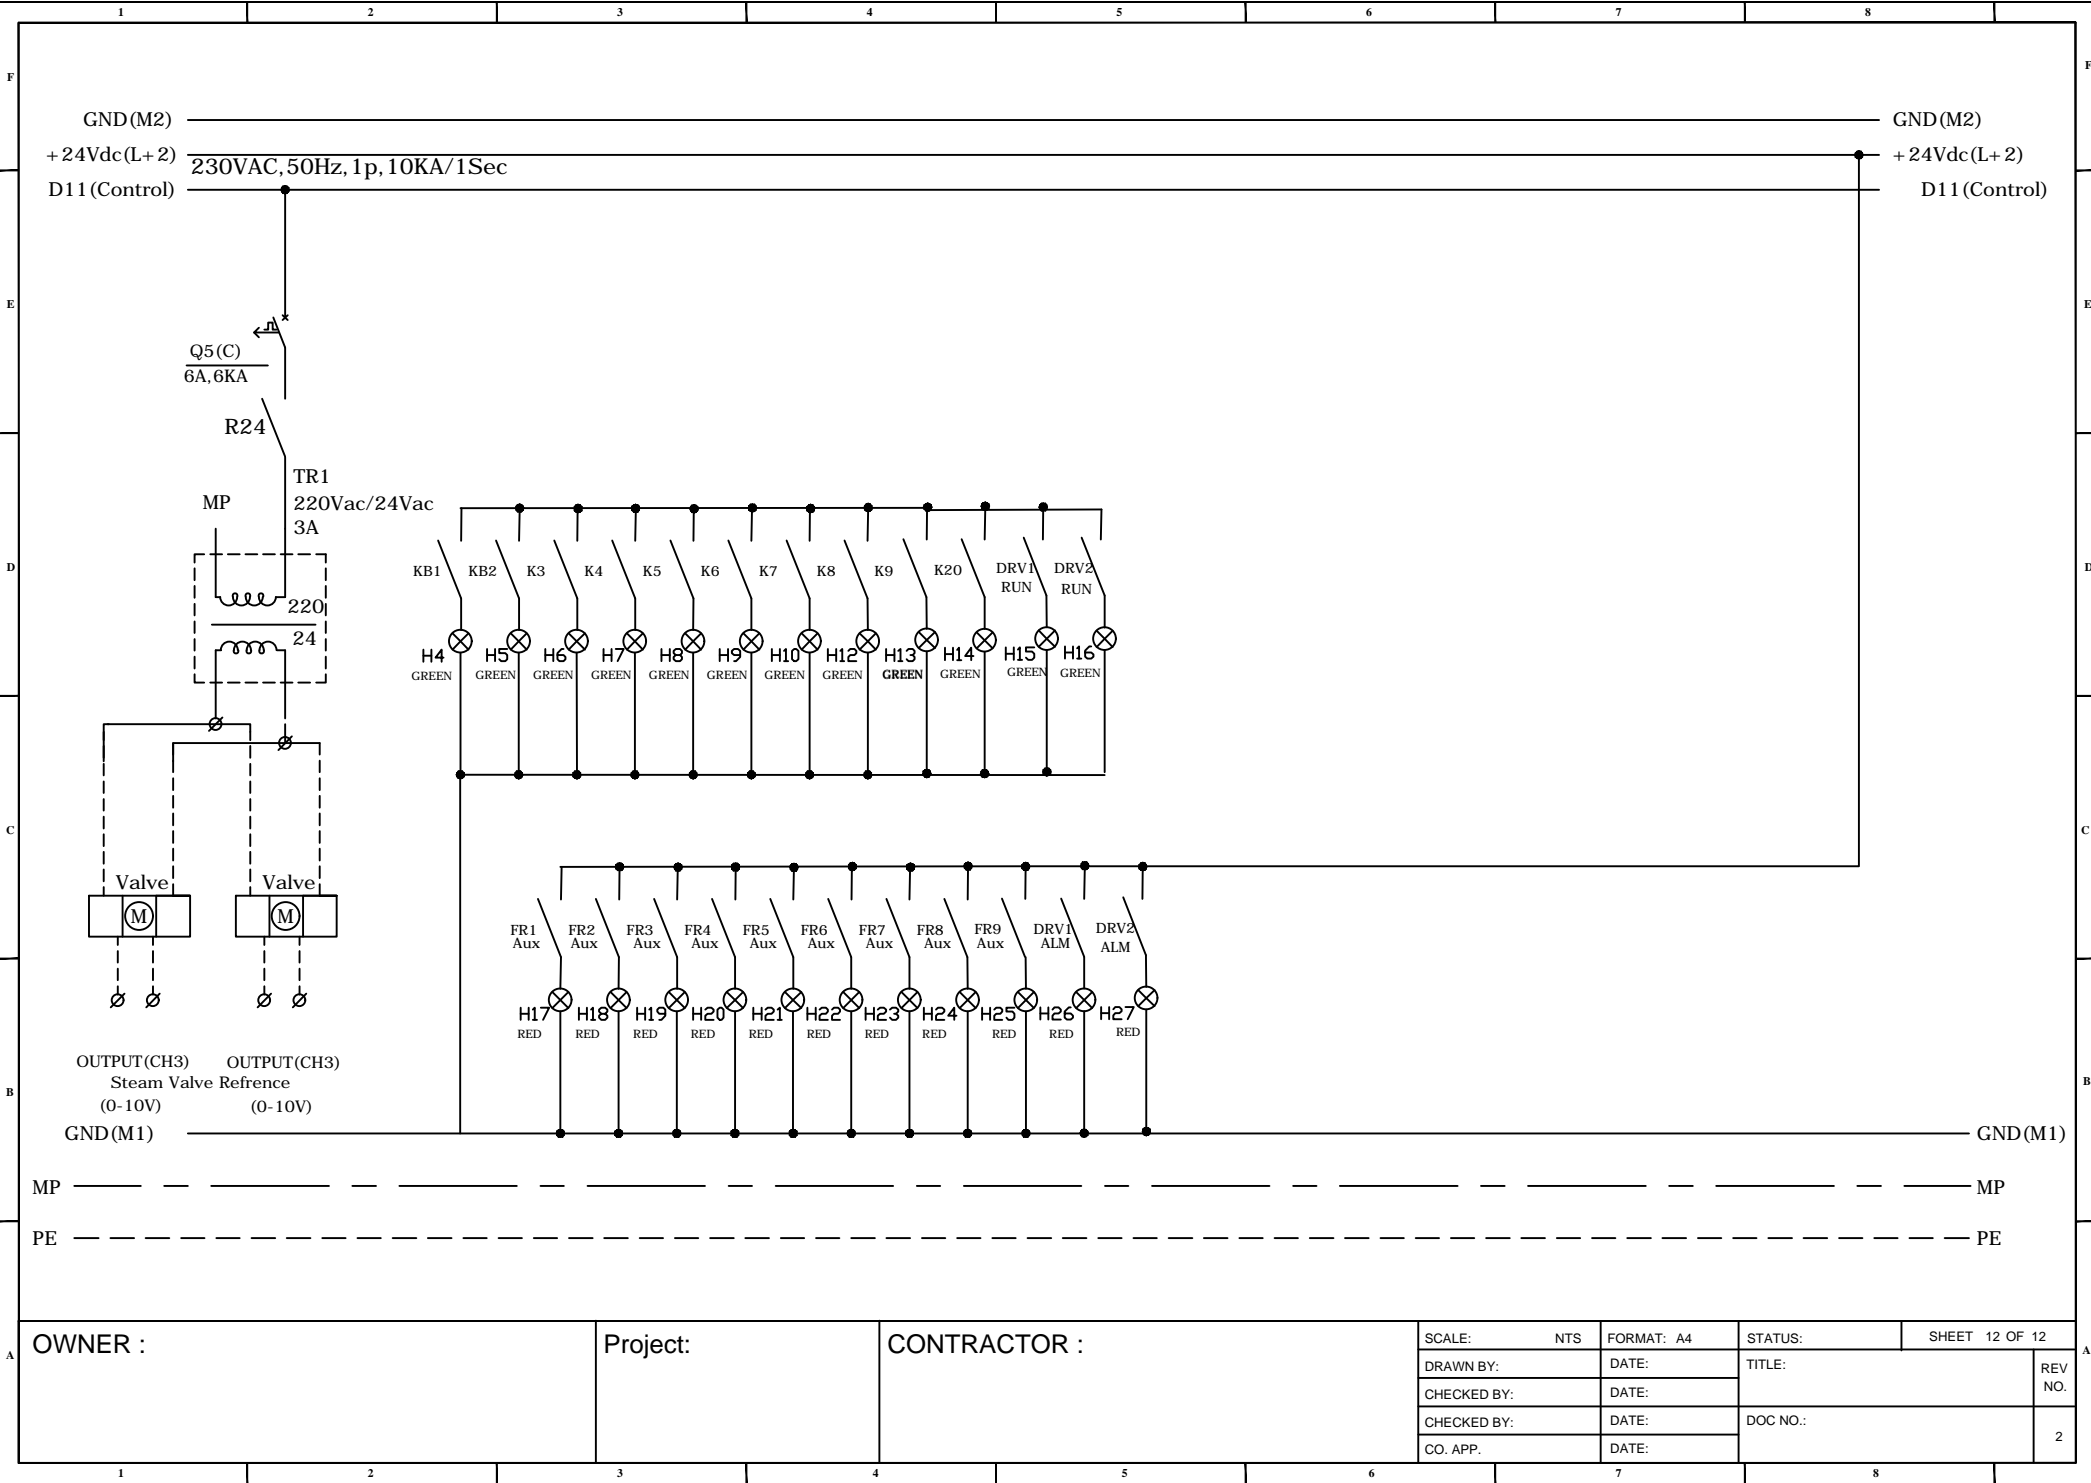 1 2 3 4 5 6 7 8
F F
GND(M2) GND(M2)
+24Vdc(L+2) +24Vdc(L+2)
230VAC,50Hz,1p,10KA/1Sec
D11(Control) D11(Control)
E E
Q5(C)
6A,6KA
R24
TR1
MP 220Vac/24Vac
3A
D D
KB1 KB2 K3 K4 K5 K6 K7 K8 K9 K20 DRV1 DRV2
RUN RUN
220
24
H4 H5 H6 H7 H8 H9 H10 H12 H13 H14 H15 H16
GREEN GREEN GREEN GREEN GREEN GREEN GREEN GREEN GREEN GREEN GREEN GREEN
C C
Valve Valve
M M
FR1 FR2 FR3 FR4 FR5 FR6 FR7 FR8 FR9 DRV1 DRV2
Aux Aux Aux Aux Aux Aux Aux Aux Aux ALM ALM
H17 H18 H19 H20 H21 H22 H23 H24 H25 H26 H27
RED RED RED RED RED RED RED RED RED RED RED
OUTPUT(CH3) OUTPUT(CH3)
Steam Valve Refrence
(0-10V) (0-10V)
B B
GND(M1) GND(M1)
MP MP
PE PE
A A
OWNER : Project: CONTRACTOR :
SCALE: NTS FORMAT: A4 STATUS: SHEET 12 OF 12
DRAWN BY: DATE: TITLE: REV NO.
CHECKED BY: DATE:
CHECKED BY: DATE: DOC NO.: 2
CO. APP. DATE:
1 2 3 4 5 6 7 8